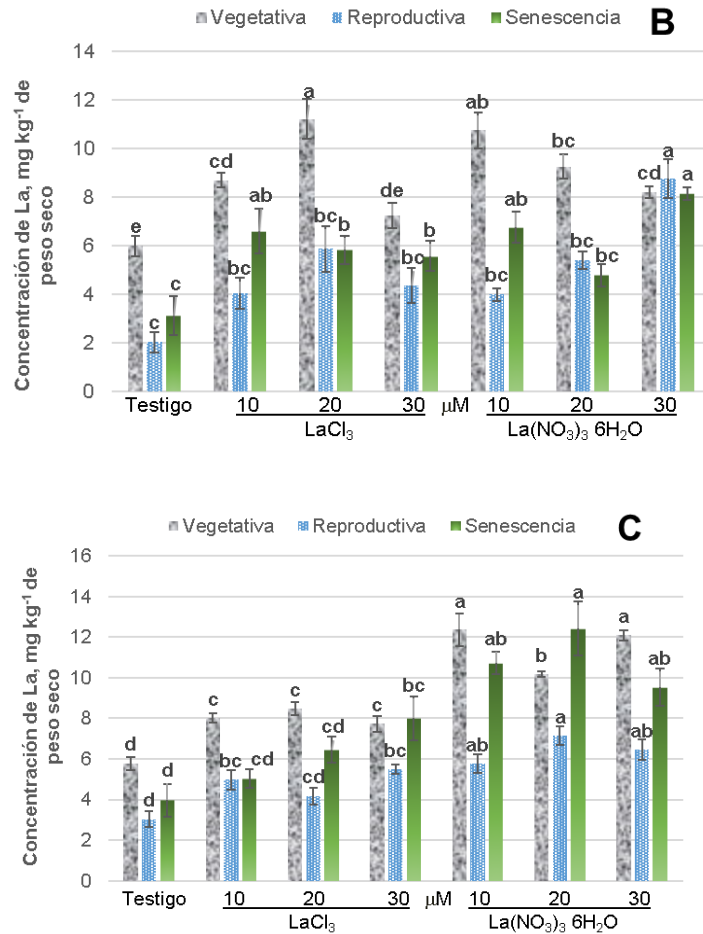 Vegetativa Reproductiva Senescencia B
Concentración de La, mg kg⁻¹ de
peso seco
14
12
10
8
6
4
2
0
e c c
cd bc ab
a bc b
de bc b
ab bc ab
bc bc bc
cd a a
Testigo 10 20 30 μM 10 20 30
LaCl₃ La(NO₃)₃ 6H₂O
Vegetativa Reproductiva Senescencia C
Concentración de La, mg kg⁻¹ de
peso seco
16
14
12
10
8
6
4
2
0
d d d
c bc cd
c cd cd
c bc bc
a ab ab
b a a
a ab ab
Testigo 10 20 30 μM 10 20 30
LaCl₃ La(NO₃)₃ 6H₂O